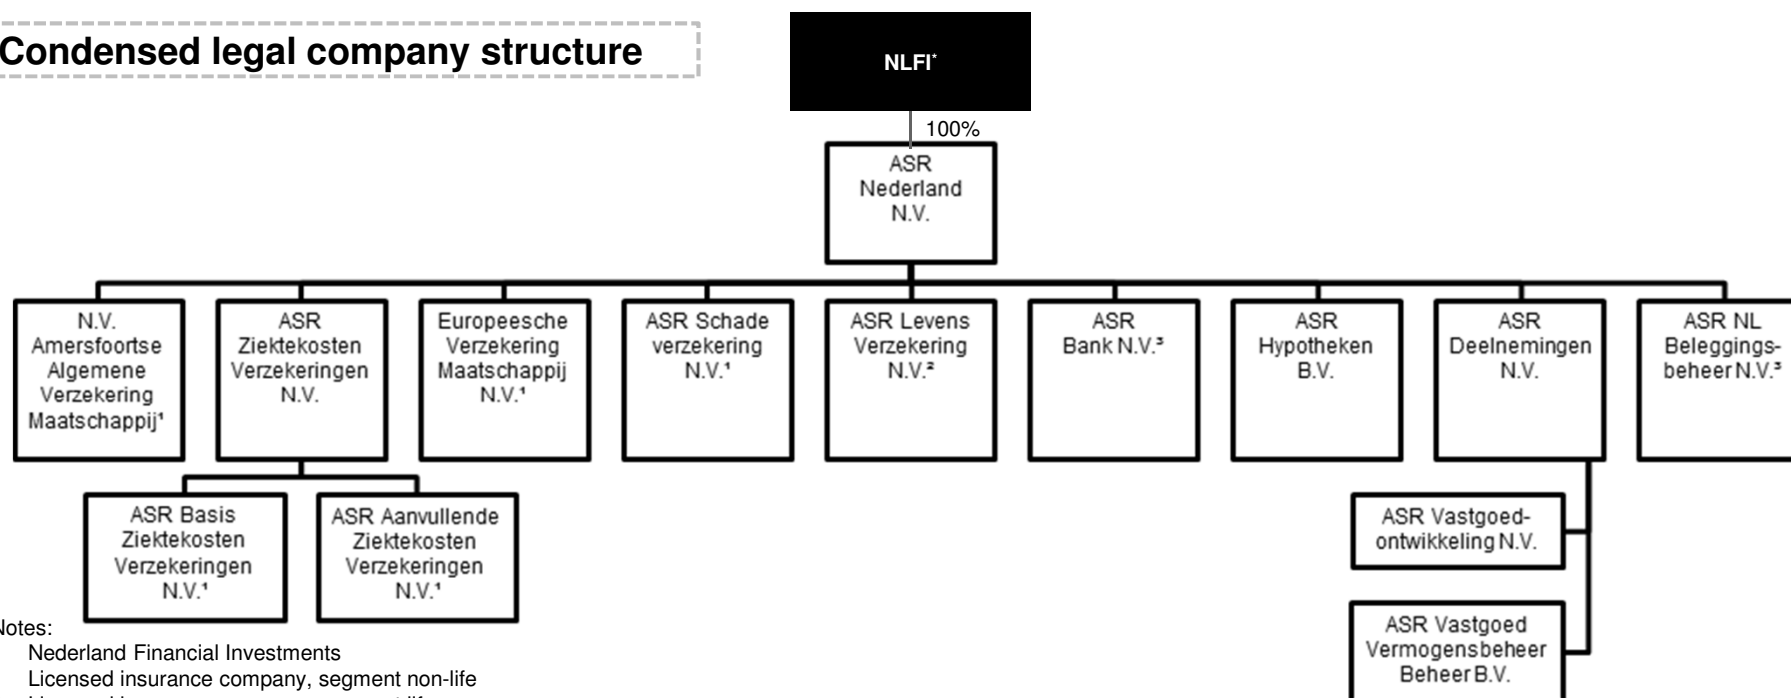 Condensed legal company structure
NLFI*
100%
ASR
Nederland
N.V.
N.V.
Amersfoortse
Algemene
Verzekering
Maatschappij¹
ASR
Ziektekosten
Verzekeringen
N.V.
Europeesche
Verzekering
Maatschappij
N.V.¹
ASR Schade
verzekering
N.V.¹
ASR Levens
Verzekering
N.V.²
ASR
Bank N.V.³
ASR
Hypotheken
B.V.
ASR
Deelnemingen
N.V.
ASR NL
Beleggings-
beheer N.V.³
ASR Basis
Ziektekosten
Verzekeringen
N.V.¹
ASR Aanvullende
Ziektekosten
Verzekeringen
N.V.¹
ASR Vastgoed-
ontwikkeling N.V.
ASR Vastgoed
Vermogensbeheer
Beheer B.V.
Notes:
Nederland Financial Investments
Licensed insurance company, segment non-life